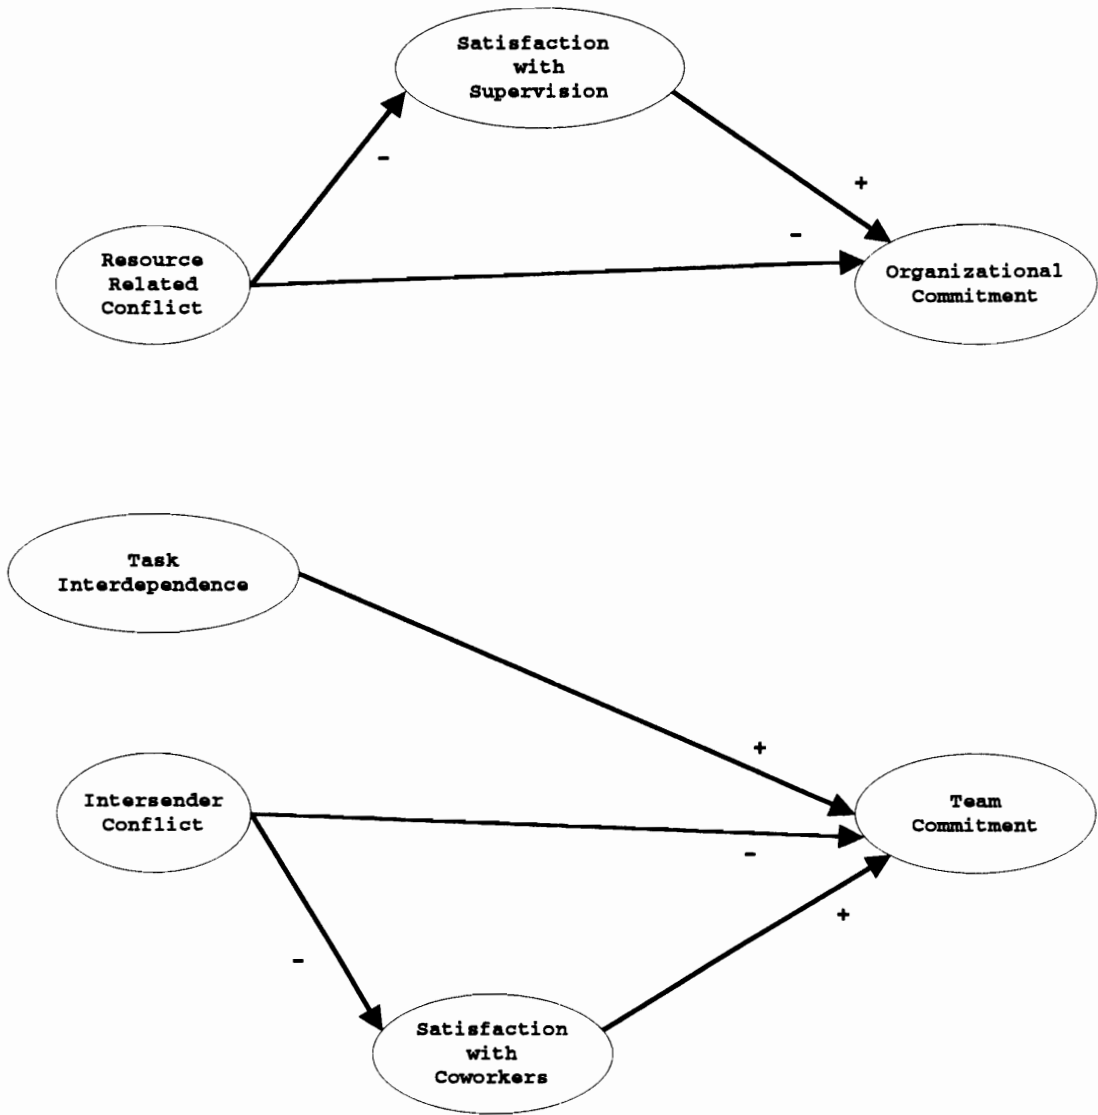 Satisfaction
with
Supervision
-
+
-
Resource
Related
Conflict
Organizational
Commitment
Task
Interdependence
+
Intersender
Conflict
Team
Commitment
-
+
-
Satisfaction
with
Coworkers